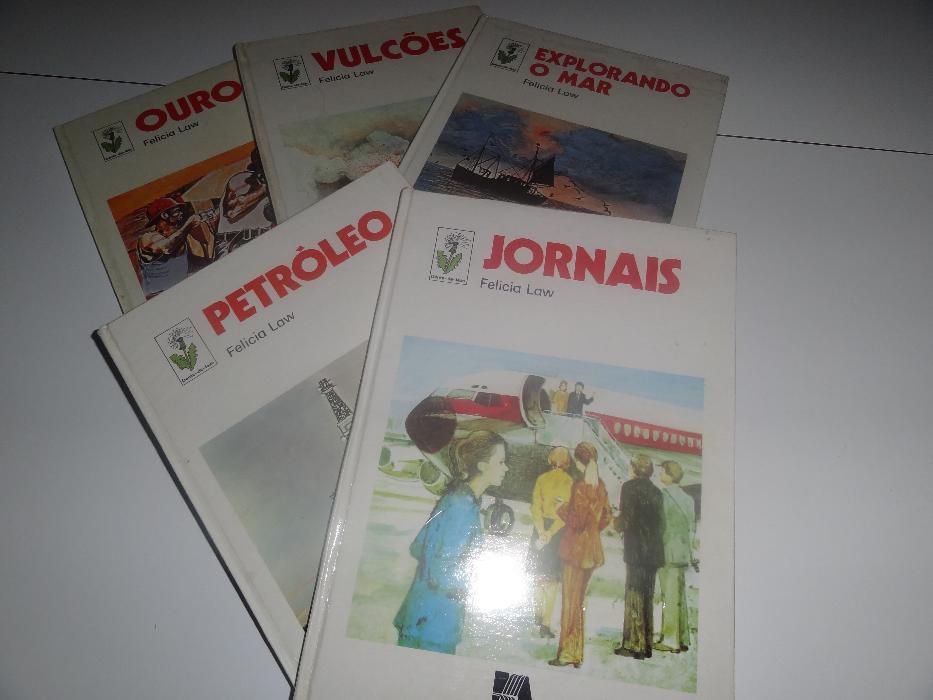 OURO
Felicia Law
VULCÕES
Felicia Law
EXPLORANDO
O MAR
Felicia Law
PETRÓLEO
Felicia Law
JORNAIS
Felicia Law